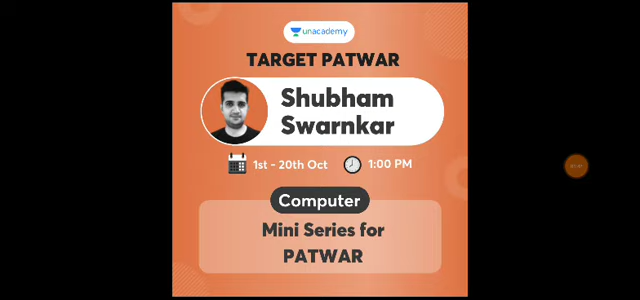 unacademy
TARGET PATWAR
Shubham
Swarnkar
1st - 20th Oct 1:00 PM
Computer
Mini Series for
PATWAR